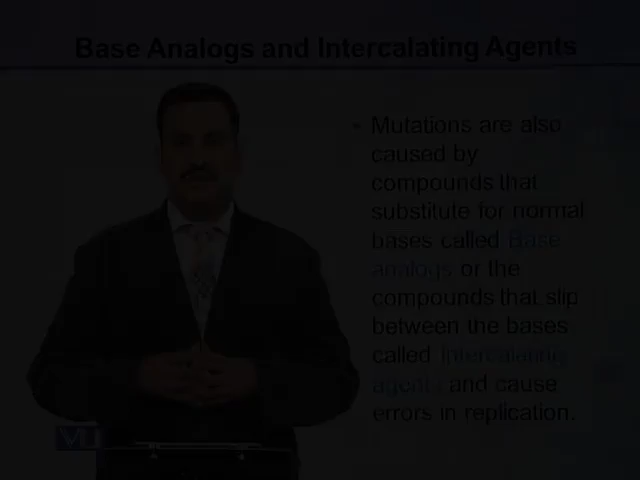 Base Analogs and Intercalating Agents
• Mutations are also
caused by
compounds that
substitute for normal
bases called Base
analogs or the
compounds that slip
between the bases
called Intercalating
agents and cause
errors in replication.
VU